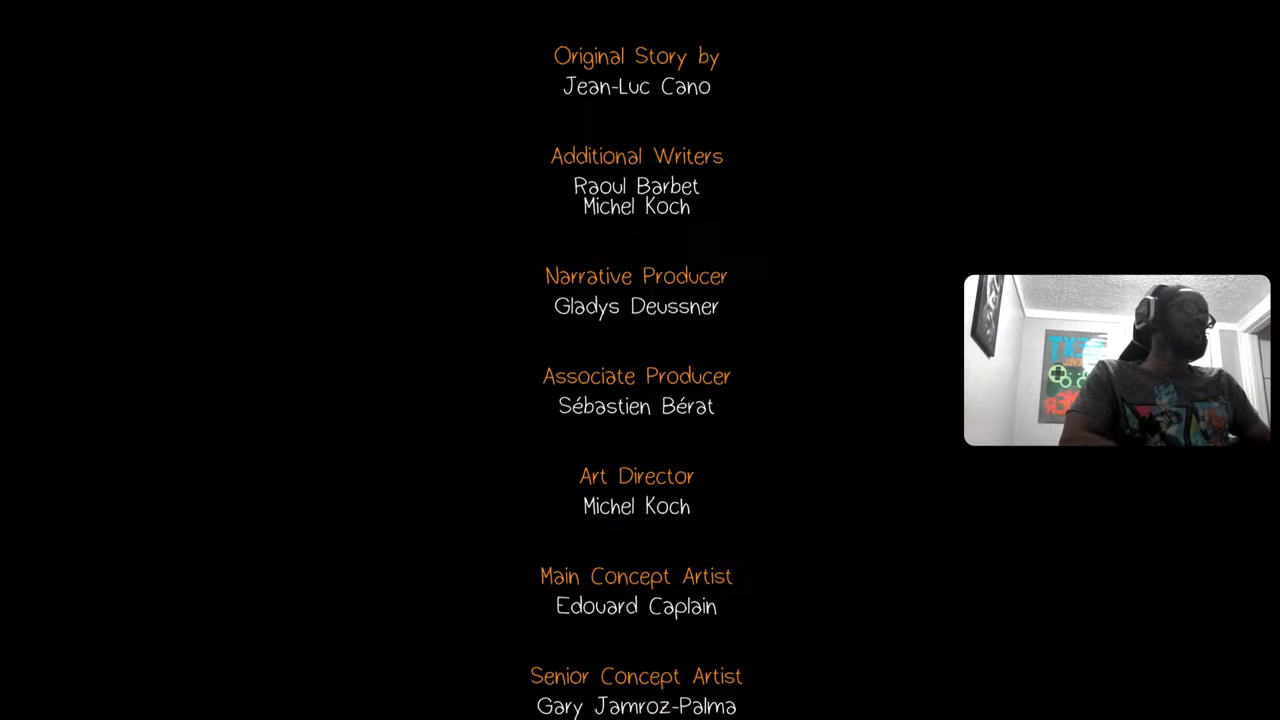 Original Story by
Jean-Luc Cano
Additional Writers
Raoul Barbet
Michel Koch
Narrative Producer
Gladys Deussner
Associate Producer
Sébastien Bérat
Art Director
Michel Koch
Main Concept Artist
Edouard Caplain
Senior Concept Artist
Gary Jamroz-Palma